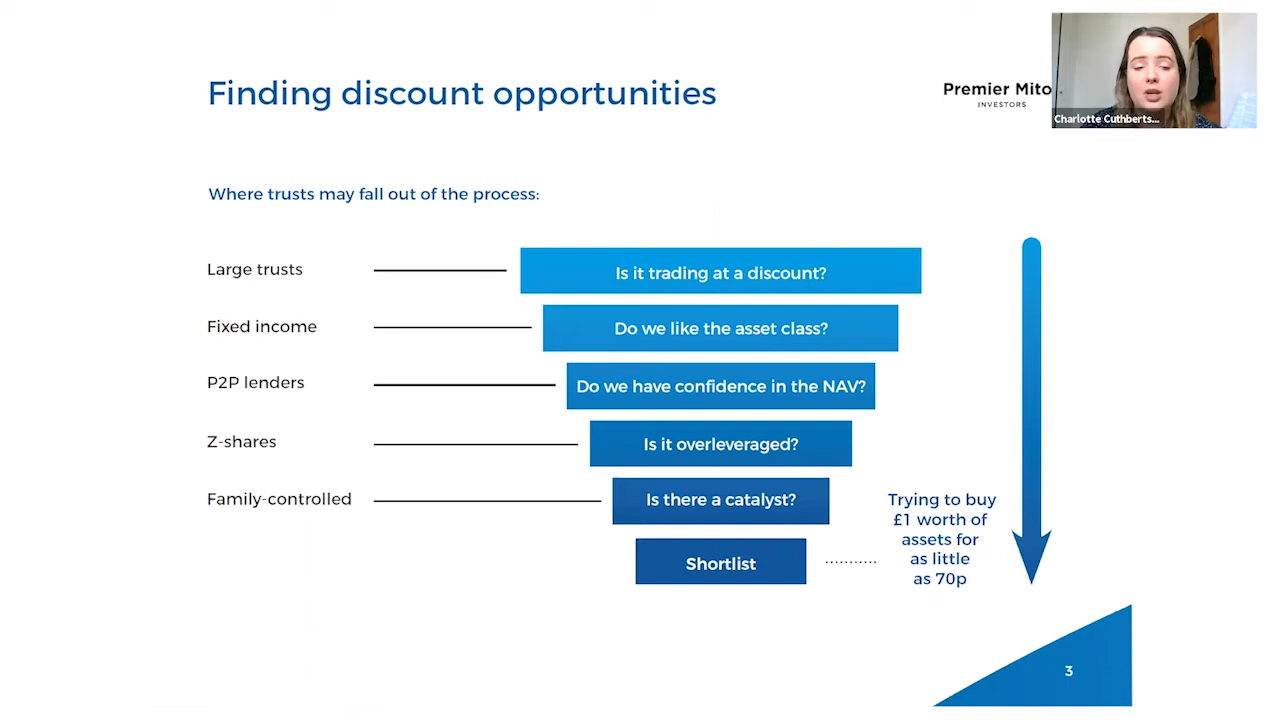 Finding discount opportunities
Premier Mito
INVESTORS
Charlotte Cuthberts...
Where trusts may fall out of the process:
Large trusts
Is it trading at a discount?
Fixed income
Do we like the asset class?
P2P lenders
Do we have confidence in the NAV?
Z-shares
Is it overleveraged?
Family-controlled
Is there a catalyst?
Shortlist
Trying to buy
£1 worth of
assets for
as little
as 70p
3